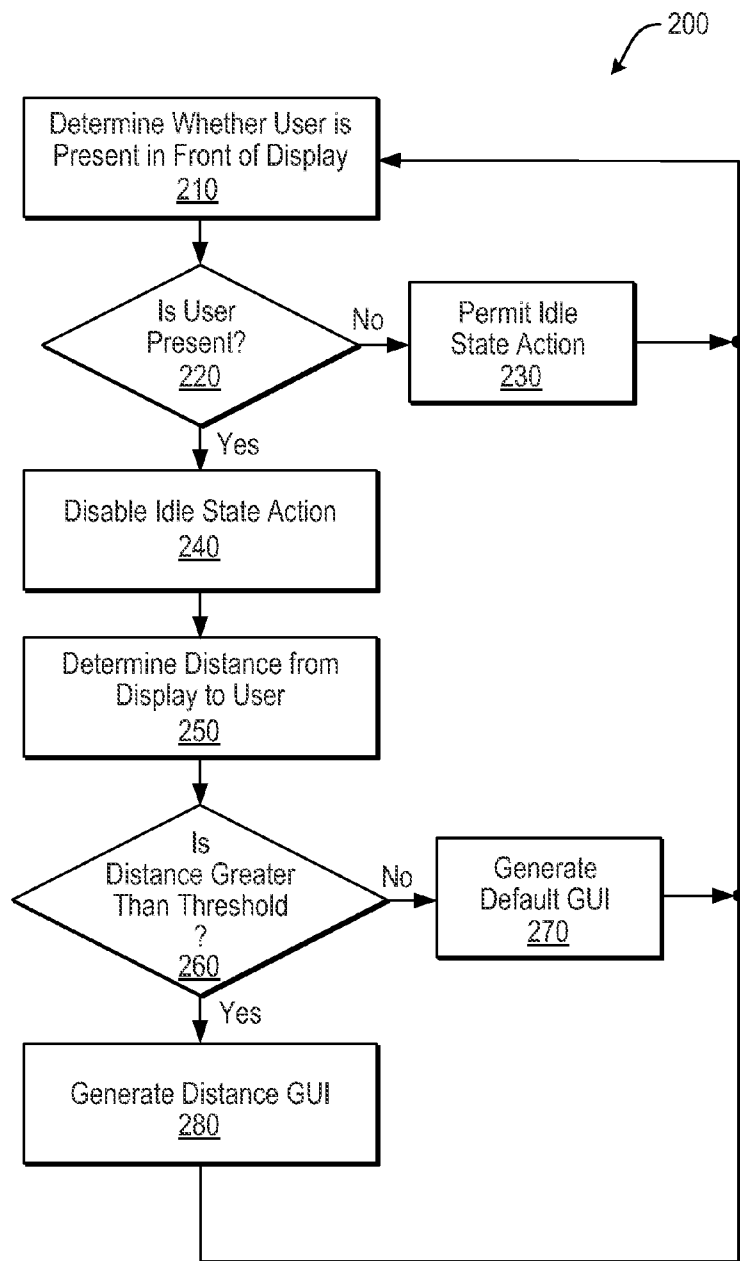 200
Determine Whether User is
Present in Front of Display
210
Is User
Present?
220
No
Permit Idle
State Action
230
Yes
Disable Idle State Action
240
Determine Distance from
Display to User
250
Is
Distance Greater
Than Threshold
?
260
No
Generate
Default GUI
270
Yes
Generate Distance GUI
280